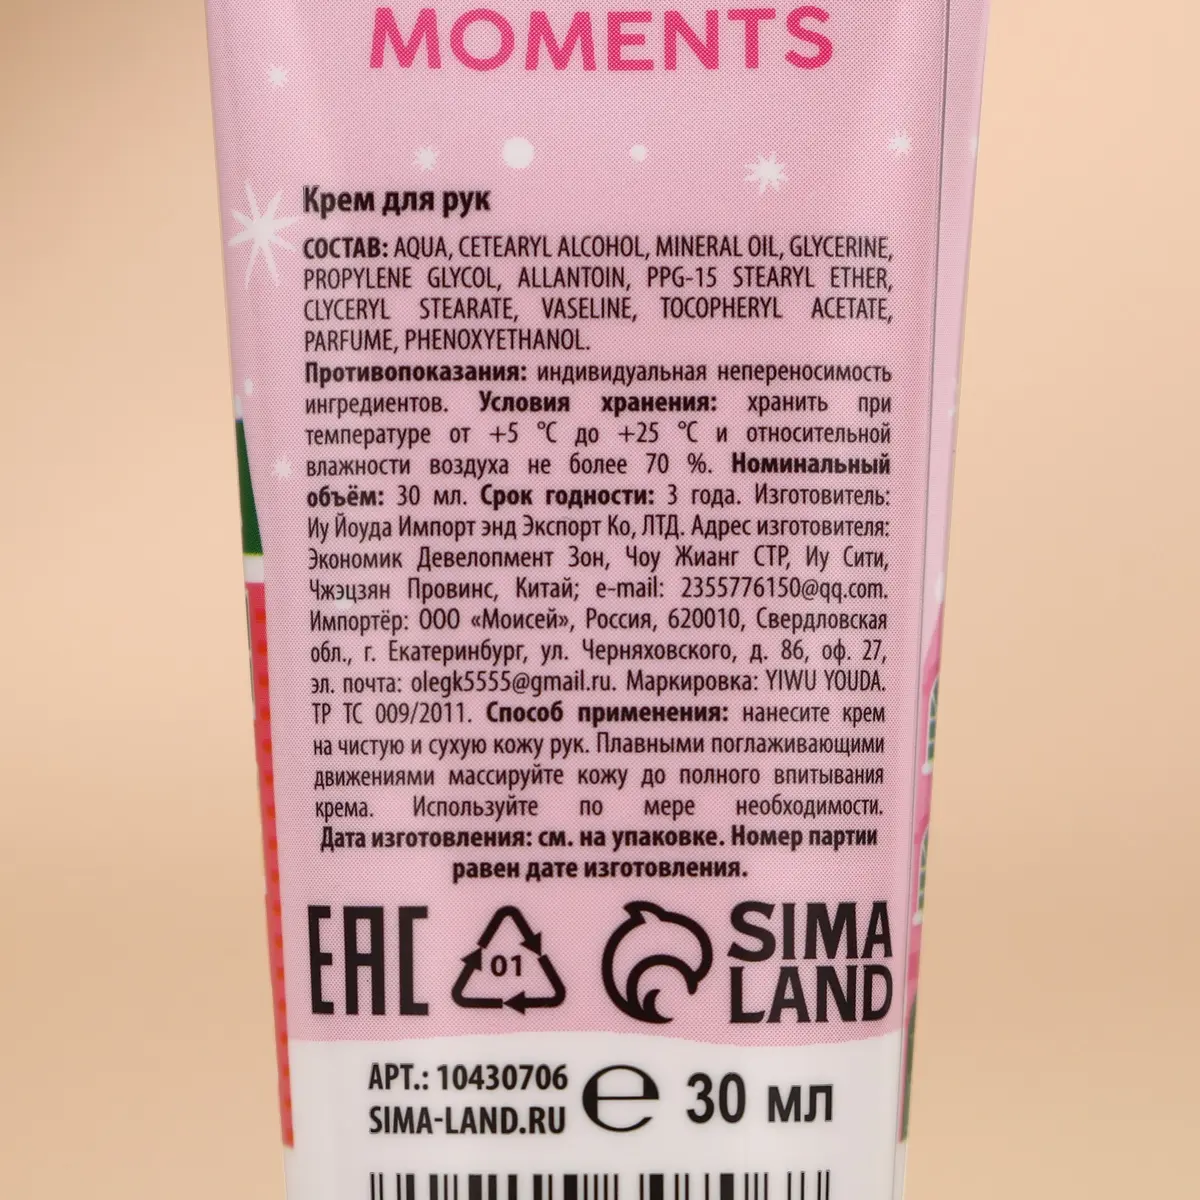 MOMENTS
Крем для рук
СОСТАВ: AQUA, CETEARYL ALCOHOL, MINERAL OIL, GLYCERINE,
PROPYLENE GLYCOL, ALLANTOIN, PPG-15 STEARYL ETHER,
CLYCERYL STEARATE, VASELINE, TOCOPHERYL ACETATE,
PARFUME, PHENOXYETHANOL.
Противопоказания: индивидуальная непереносимость
ингредиентов. Условия хранения: хранить при
температуре от +5 °C до +25 °C и относительной
влажности воздуха не более 70 %. Номинальный
объём: 30 мл. Срок годности: 3 года. Изготовитель:
Иу Йоуда Импорт энд Экспорт Ко, ЛТД. Адрес изготовителя:
Экономик Девелопмент Зон, Чоу Жианг СТР, Иу Сити,
Чжэцзян Провинс, Китай; e-mail: 2355776150@qq.com.
Импортёр: ООО «Моисей», Россия, 620010, Свердловская
обл., г. Екатеринбург, ул. Черняховского, д. 86, оф. 27,
эл. почта: olegk5555@gmail.ru. Маркировка: YIWU YOUDA.
ТР ТС 009/2011. Способ применения: нанесите крем
на чистую и сухую кожу рук. Плавными поглаживающими
движениями массируйте кожу до полного впитывания
крема. Используйте по мере необходимости.
Дата изготовления: см. на упаковке. Номер партии
равен дате изготовления.
EAC 01 SIMA
LAND
АРТ.: 10430706
SIMA-LAND.RU
℮ 30 мл